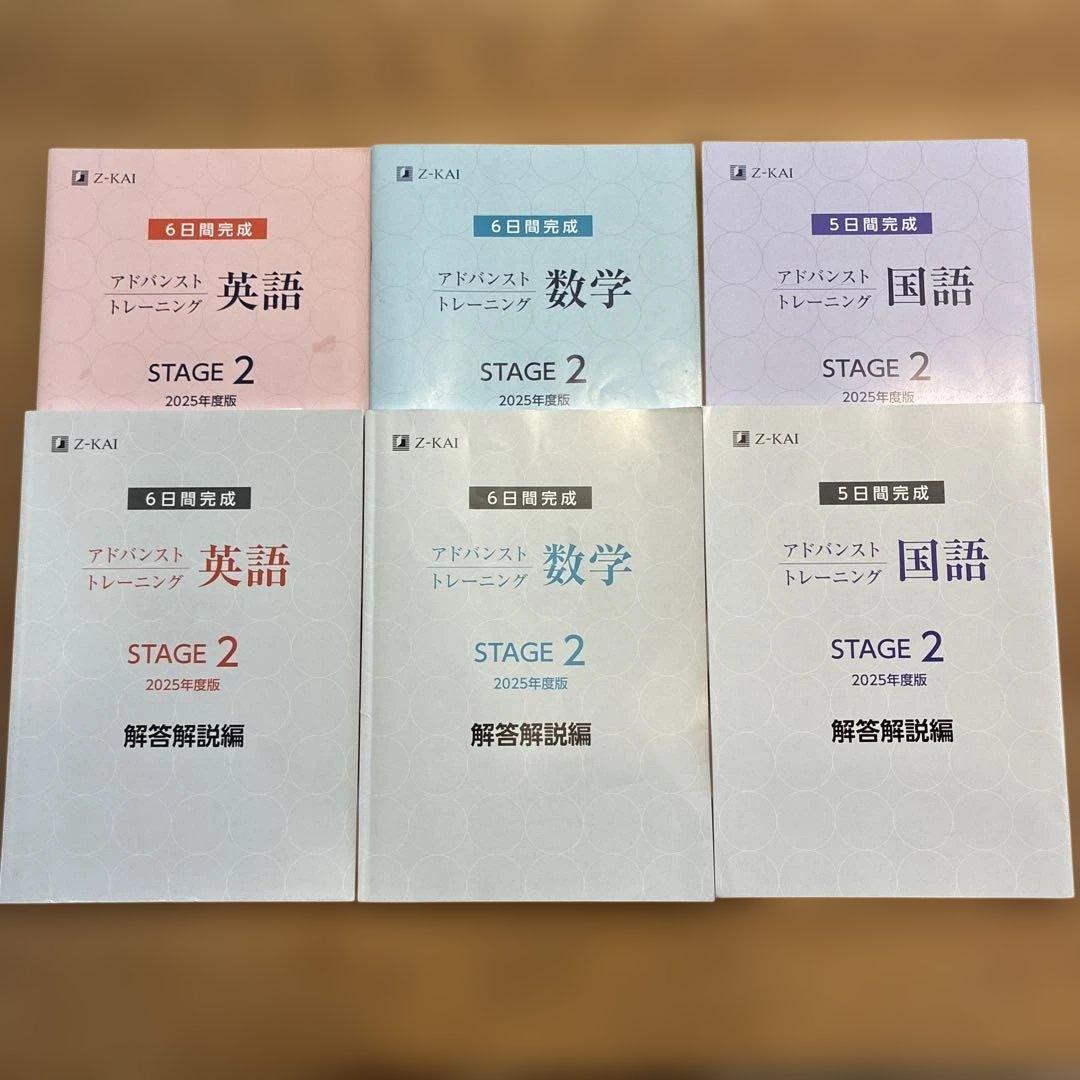 Z-KAI
6日間完成
アドバンスト
トレーニング
英語
STAGE 2
2025年度版
Z-KAI
6日間完成
アドバンスト
トレーニング
数学
STAGE 2
2025年度版
Z-KAI
5日間完成
アドバンスト
トレーニング
国語
STAGE 2
2025年度版
Z-KAI
6日間完成
アドバンスト
トレーニング
英語
STAGE 2
2025年度版
解答解説編
Z-KAI
6日間完成
アドバンスト
トレーニング
数学
STAGE 2
2025年度版
解答解説編
Z-KAI
5日間完成
アドバンスト
トレーニング
国語
STAGE 2
2025年度版
解答解説編